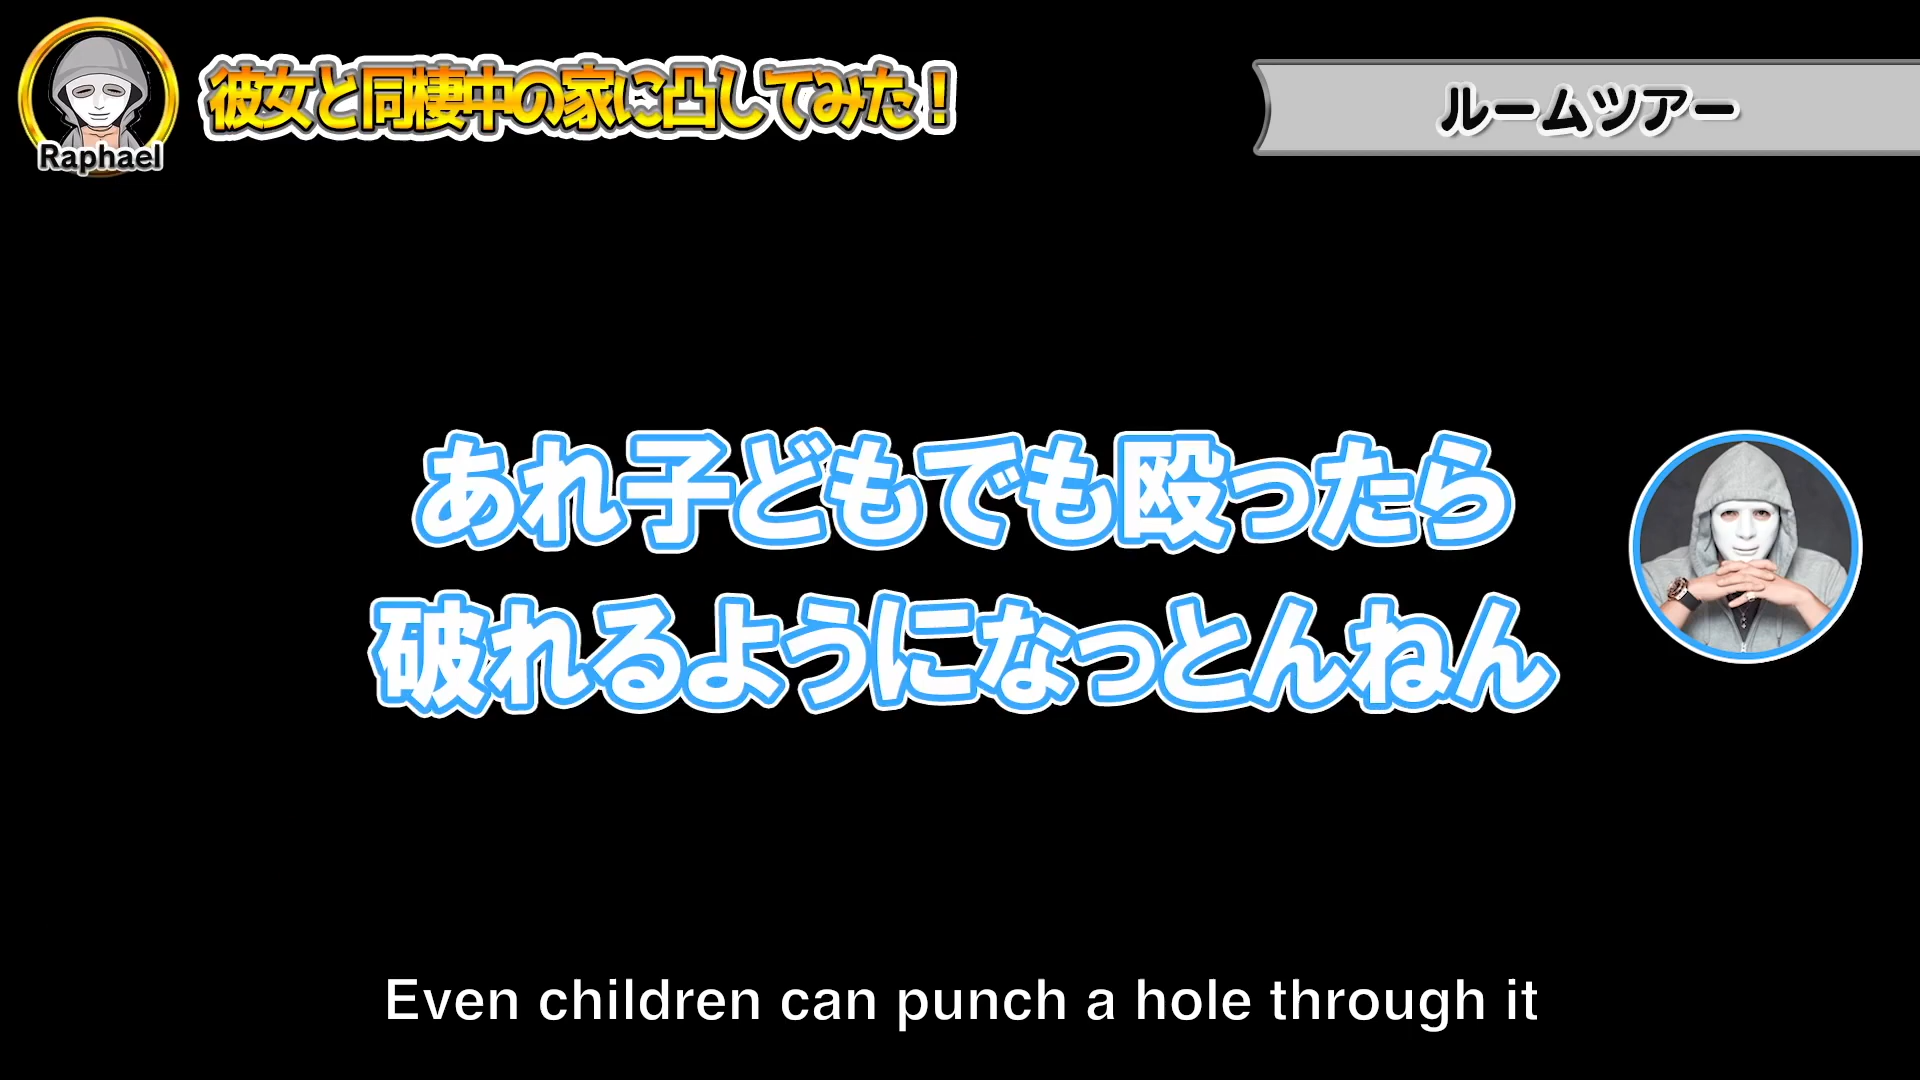 Raphael
彼女と同棲中の家に凸してみた!
ルームツアー
あれ子どもでも殴ったら
破れるようになっとんねん
Even children can punch a hole through it